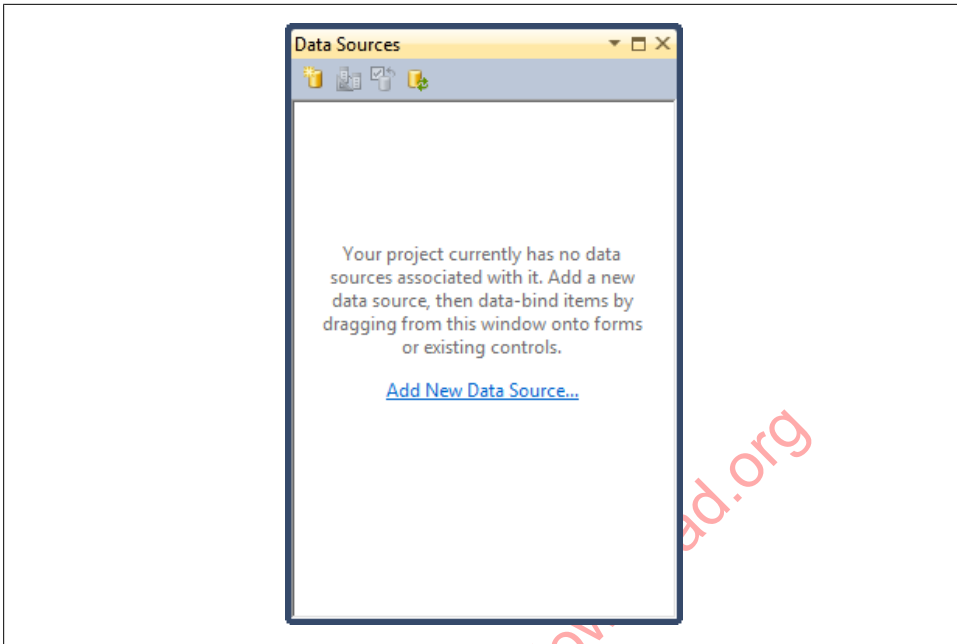 Data Sources
Your project currently has no data
sources associated with it. Add a new
data source, then data-bind items by
dragging from this window onto forms
or existing controls.
Add New Data Source...
ad.org